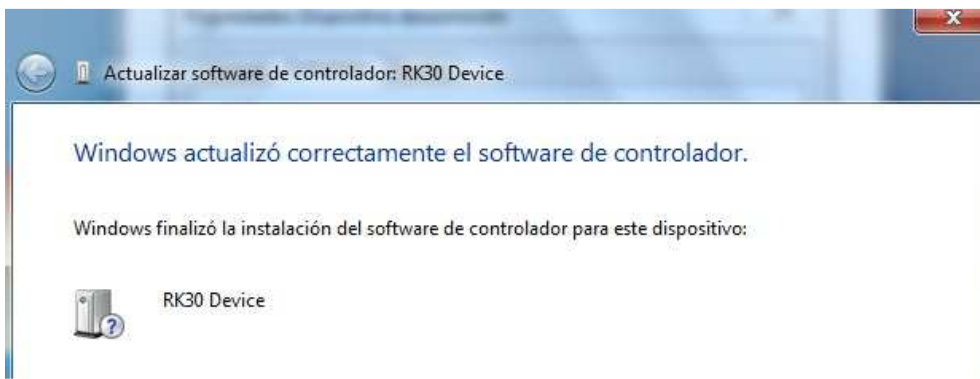 Actualizar software de controlador: RK30 Device
Windows actualizó correctamente el software de controlador.
Windows finalizó la instalación del software de controlador para este dispositivo:
RK30 Device